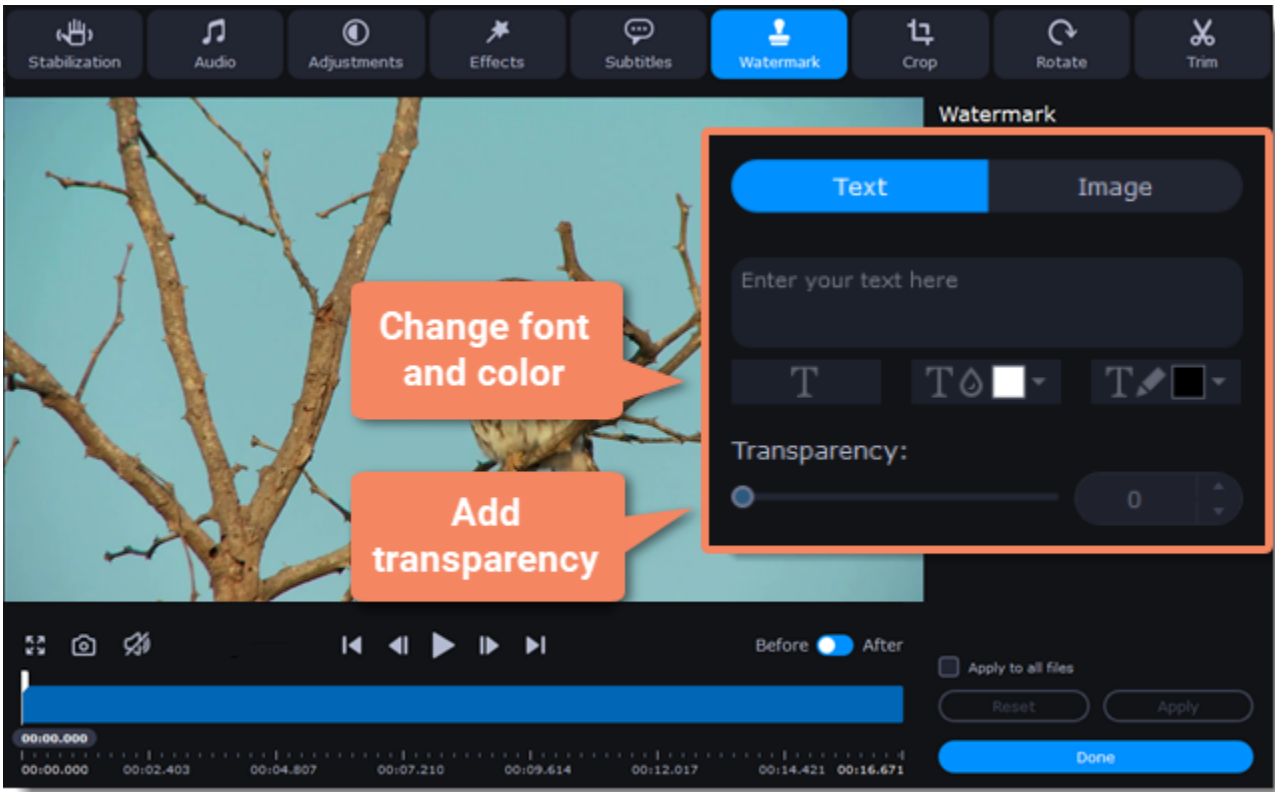 Stabilization
Audio
Adjustments
Effects
Subtitles
Watermark
Crop
Rotate
Trim
Watermark
Text
Image
Enter your text here
Change font
and color
T
T
T
Transparency:
0
Add
transparency
Before
After
Apply to all files
Reset
Apply
00:00.000
00:00.000
00:02.403
00:04.807
00:07.210
00:09.614
00:12.017
00:14.421
00:16.671
Done